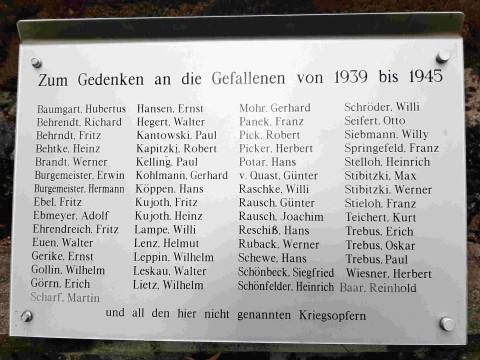 Zum Gedenken an die Gefallenen von 1939 bis 1945
Baumgart, Hubertus
Behrendt, Richard
Behrndt, Fritz
Behtke, Heinz
Brandt, Werner
Burgemeister, Erwin
Burgemeister, Hermann
Ebel, Fritz
Ebmeyer, Adolf
Ehrendreich, Fritz
Euen, Walter
Gerike, Ernst
Gollin, Wilhelm
Görrn, Erich
Scharf, Martin
Hansen, Ernst
Hegert, Walter
Kantowski, Paul
Kapitzki, Robert
Kelling, Paul
Kohlmann, Gerhard
Köppen, Hans
Kujoth, Fritz
Kujoth, Heinz
Lampe, Willi
Lenz, Helmut
Leppin, Wilhelm
Leskau, Walter
Lietz, Wilhelm
Mohr, Gerhard
Panek, Franz
Pick, Robert
Picker, Herbert
Potar, Hans
v. Quast, Günter
Raschke, Willi
Rausch, Günter
Rausch, Joachim
Reschiß, Hans
Ruback, Werner
Schewe, Hans
Schönbeck, Siegfried
Schönfelder, Heinrich
Schröder, Willi
Seifert, Otto
Siebmann, Willy
Springefeld, Franz
Stelloh, Heinrich
Stibitzki, Max
Stibitzki, Werner
Stieloh, Franz
Teichert, Kurt
Trebus, Erich
Trebus, Oskar
Trebus, Paul
Wiesner, Herbert
Baar, Reinhold
und all den hier nicht genannten Kriegsopfern